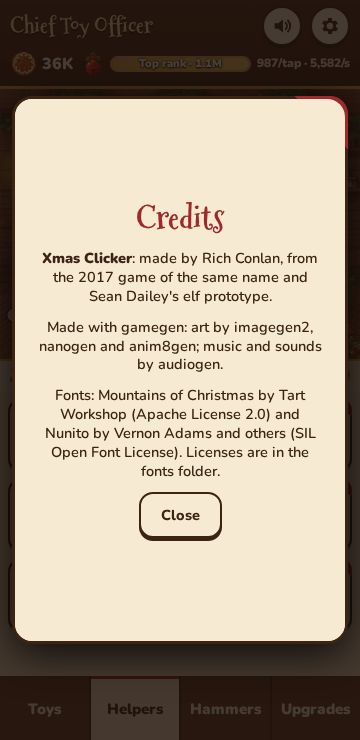 Chief Toy Officer
36K
Top rank · 1.1M
987/tap · 5,582/s
Credits
Xmas Clicker: made by Rich Conlan, from
the 2017 game of the same name and
Sean Dailey's elf prototype.
Made with gamegen: art by imagegen2,
nanogen and anim8gen; music and sounds
by audiogen.
Fonts: Mountains of Christmas by Tart
Workshop (Apache License 2.0) and
Nunito by Vernon Adams and others (SIL
Open Font License). Licenses are in the
fonts folder.
Close
Toys
Helpers
Hammers
Upgrades